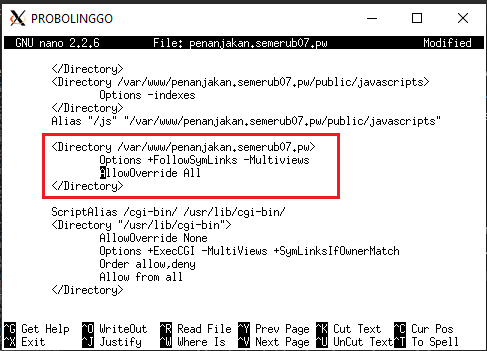 PROBOLINGGO
GNU nano 2.2.6 File: penanjakan.semerub07.pw Modified
</Directory>
<Directory /var/www/penanjakan.semerub07.pw/public/javascripts>
Options -indexes
</Directory>
Alias "/js" "/var/www/penanjakan.semerub07.pw/public/javascripts"
<Directory /var/www/penanjakan.semerub07.pw>
Options +FollowSymLinks -Multiviews
AllowOverride All
</Directory>
ScriptAlias /cgi-bin/ /usr/lib/cgi-bin/
<Directory "/usr/lib/cgi-bin">
AllowOverride None
Options +ExecCGI -MultiViews +SymLinksIfOwnerMatch
Order allow,deny
Allow from all
</Directory>
^G Get Help ^O WriteOut ^R Read File ^Y Prev Page ^K Cut Text ^C Cur Pos
^X Exit ^J Justify ^W Where Is ^V Next Page ^U UnCut Text ^T To Spell